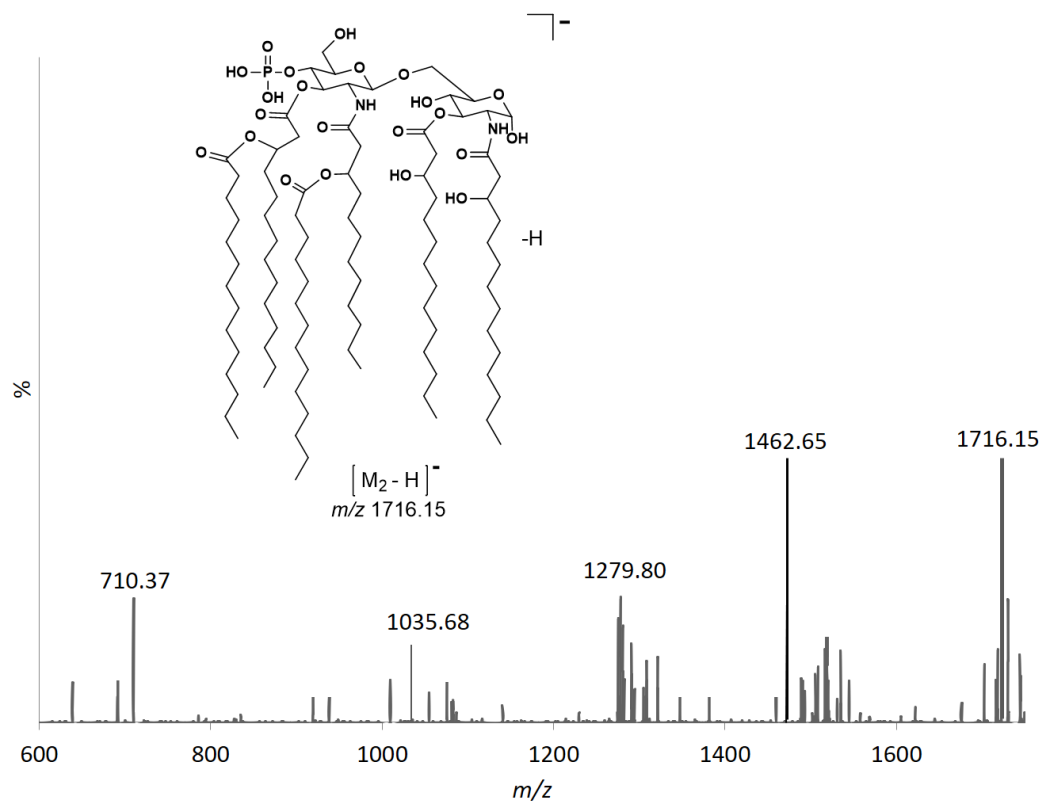 OH
O
HO P O O
OH O NH
O
O
HO
O
NH
OH
O
O
O
O
O
O
O
HO
O
HO
-H
[ M2 - H ]-
m/z 1716.15
%
1462.65 1716.15
1279.80
710.37
1035.68
600 800 1000 1200 1400 1600
m/z